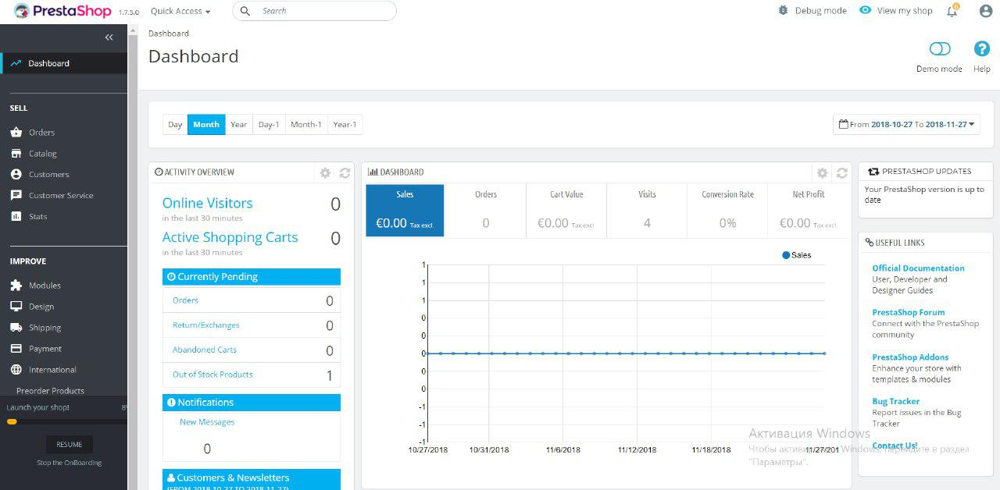 PrestaShop 1.7.5.0 Quick Access Search Debug mode View my shop 6
Dashboard
SELL
Orders
Catalog
Customers
Customer Service
Stats
IMPROVE
Modules
Design
Shipping
Payment
International
Preorder Products
Launch your shop!
RESUME
Stop the OnBoarding
Dashboard
Dashboard
Demo mode Help
Day Month Year Day-1 Month-1 Year-1
From 2018-10-27 To 2018-11-27
ACTIVITY OVERVIEW
Online Visitors 0
in the last 30 minutes
Active Shopping Carts 0
in the last 30 minutes
Currently Pending
Orders 0
Return/Exchanges 0
Abandoned Carts 0
Out of Stock Products 1
Notifications
New Messages
0
Customers & Newsletters
(FROM 2018-10-27 TO 2018-11-27)
DASHBOARD
Sales Orders Cart Value Visits Conversion Rate Net Profit
€0.00 Tax excl. 0 €0.00 Tax excl. 4 0% €0.00 Tax excl.
Sales
1
1
1
0
0
0
0
0
-1
-1
-1
10/27/2018 10/31/2018 11/6/2018 11/12/2018 11/18/2018 11/27/201
PRESTASHOP UPDATES
Your PrestaShop version is up to
date
USEFUL LINKS
Official Documentation
User, Developer and
Designer Guides
PrestaShop Forum
Connect with the PrestaShop
community
PrestaShop Addons
Enhance your store with
templates & modules
Bug Tracker
Report issues in the Bug
Tracker
Contact Us!
Активация Windows
Чтобы активировать Windows, перейдите в раздел
"Параметры".